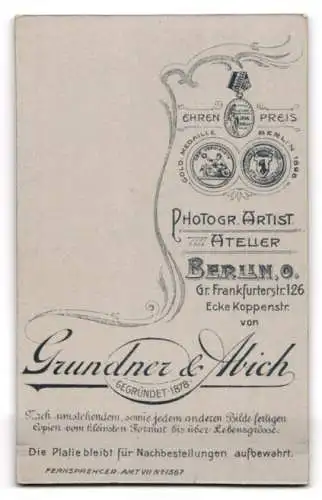 EHREN PREIS
GOLD. MEDAILLE BERLIN 1896
PHOTOGR. ARTIST.
ATELIER
BERLIN, O.
Gr. Frankfurterstr. 126
Ecke Koppenstr.
von
Grundner & Abich
GEGRÜNDET 1878
Nach umstehendem, sowie jedem anderen Bilde fertigen
Copien vom kleinsten Format bis über Lebensgrösse.
Die Platte bleibt für Nachbestellungen aufbewahrt.
FERNSPRECHER-AMT VII No 1567